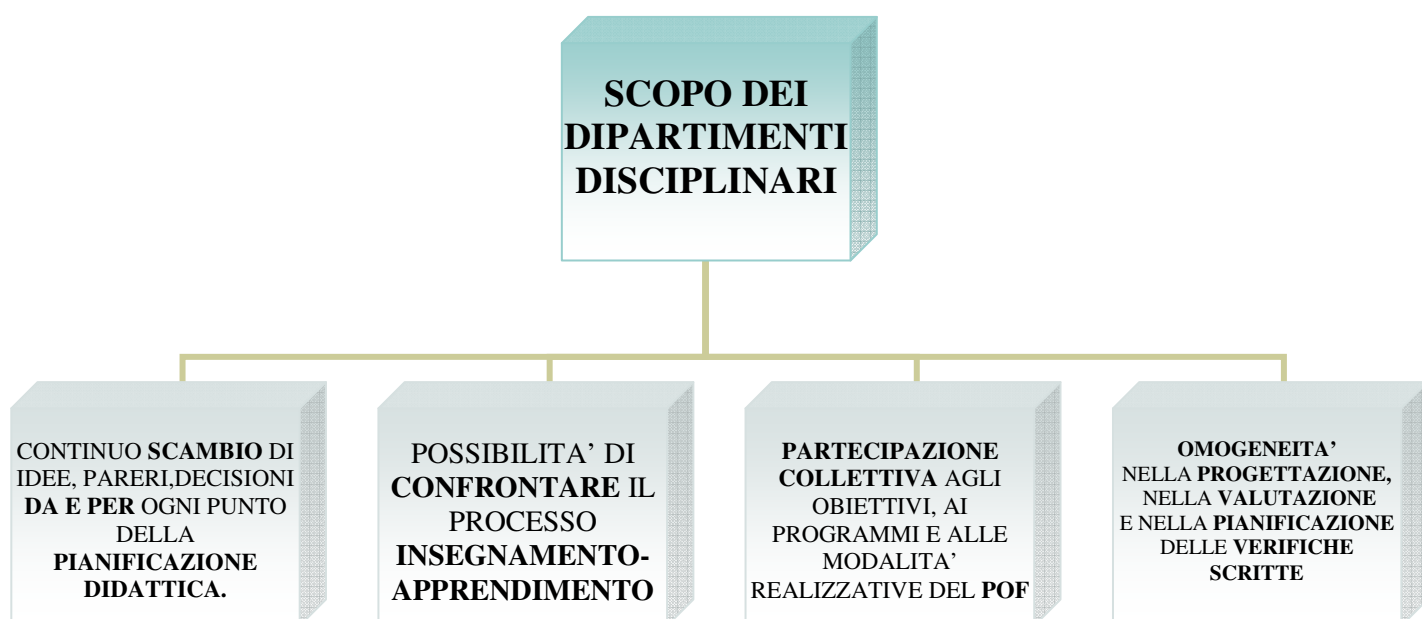 SCOPO DEI
DIPARTIMENTI
DISCIPLINARI
CONTINUO SCAMBIO DI
IDEE, PARERI,DECISIONI
DA E PER OGNI PUNTO
DELLA
PIANIFICAZIONE
DIDATTICA.
POSSIBILITA’ DI
CONFRONTARE IL
PROCESSO
INSEGNAMENTO-
APPRENDIMENTO
PARTECIPAZIONE
COLLETTIVA AGLI
OBIETTIVI, AI
PROGRAMMI E ALLE
MODALITA’
REALIZZATIVE DEL POF
OMOGENEITA’
NELLA PROGETTAZIONE,
NELLA VALUTAZIONE
E NELLA PIANIFICAZIONE
DELLE VERIFICHE
SCRITTE